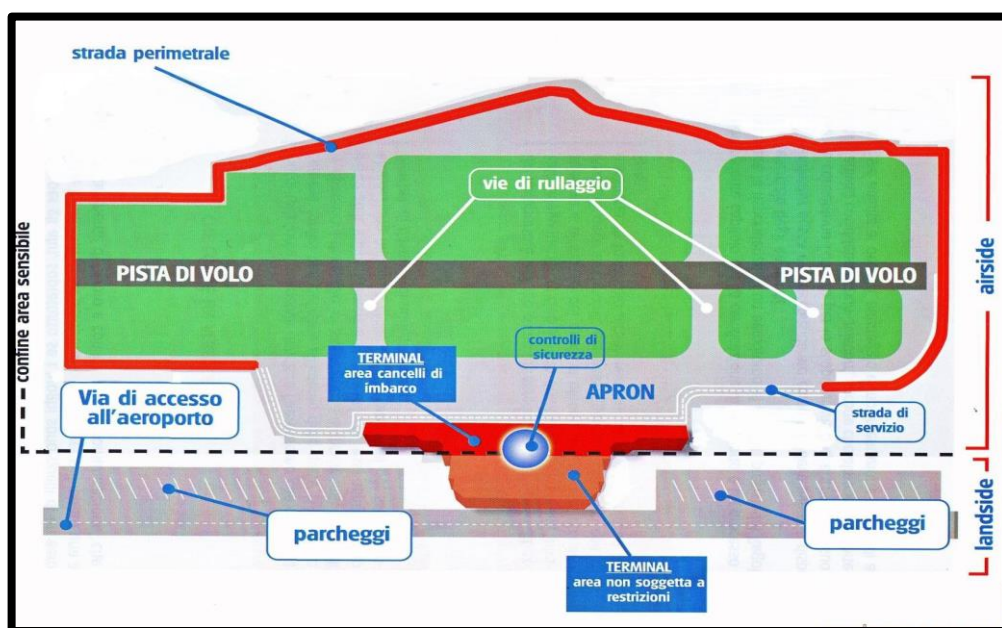 strada perimetrale
vie di rullaggio
PISTA DI VOLO
PISTA DI VOLO
airside
confine area sensibile
TERMINAL
area cancelli di
imbarco
controlli di
sicurezza
APRON
Via di accesso
all'aeroporto
strada di
servizio
parcheggi
parcheggi
landside
TERMINAL
area non soggetta a
restrizioni